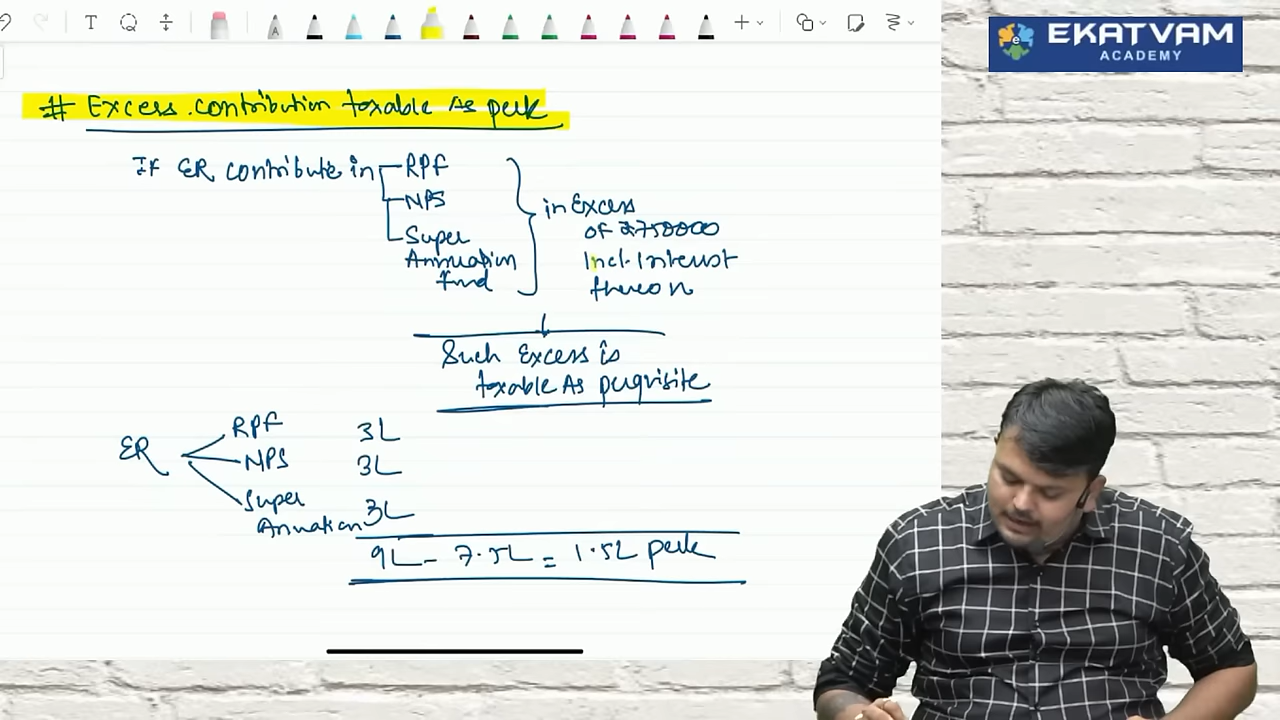 T
A
EKATVAM
ACADEMY
# Excess contribution taxable As perk
If ER contribute in RPF
NPS
Super
Annuation
fund
in Excess
of ₹750000
Incl. Interest
thereon
Such Excess is
taxable As perquisite
ER
RPF 3L
NPS 3L
Super
Annuation 3L
9L - 7.5L = 1.5L perk